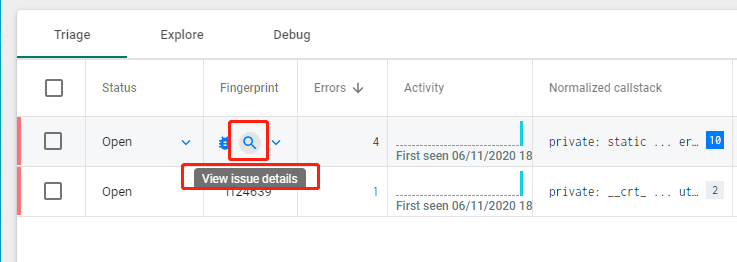 Triage Explore Debug
Status Fingerprint Errors Activity Normalized callstack
Open 4 private: static ... er... 10
First seen 06/11/2020 18
View issue details
Open 1124639 1 private: __crt_ ... ut... 2
First seen 06/11/2020 18